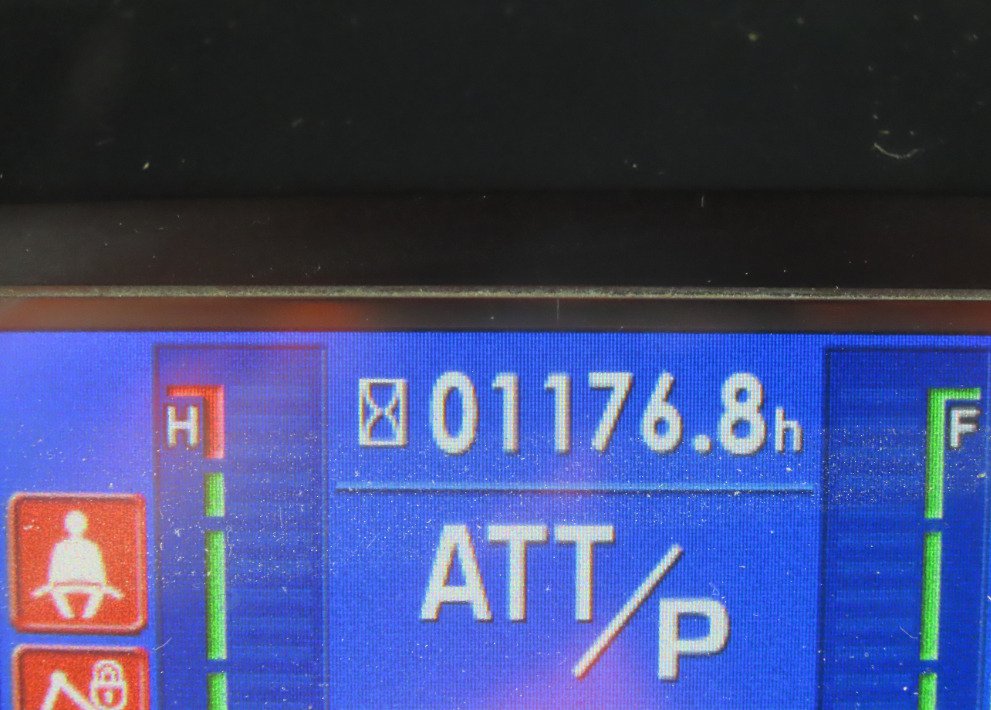 01176.8h
H
F
ATT/P